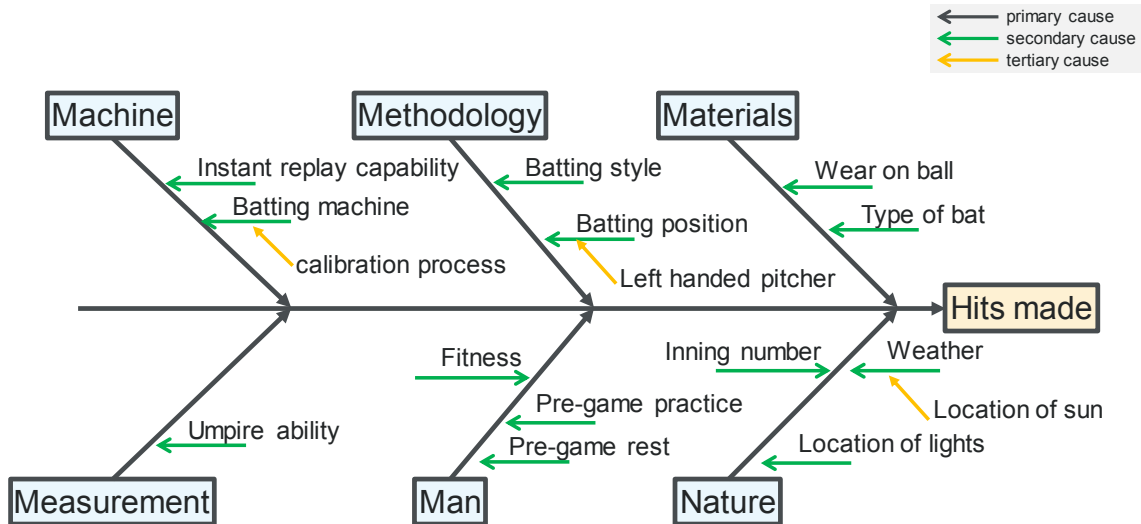 primary cause
secondary cause
tertiary cause
Machine
Methodology
Materials
Instant replay capability
Batting style
Wear on ball
Batting machine
Batting position
Type of bat
calibration process
Left handed pitcher
Hits made
Fitness
Inning number
Weather
Pre-game practice
Location of sun
Umpire ability
Pre-game rest
Location of lights
Measurement
Man
Nature